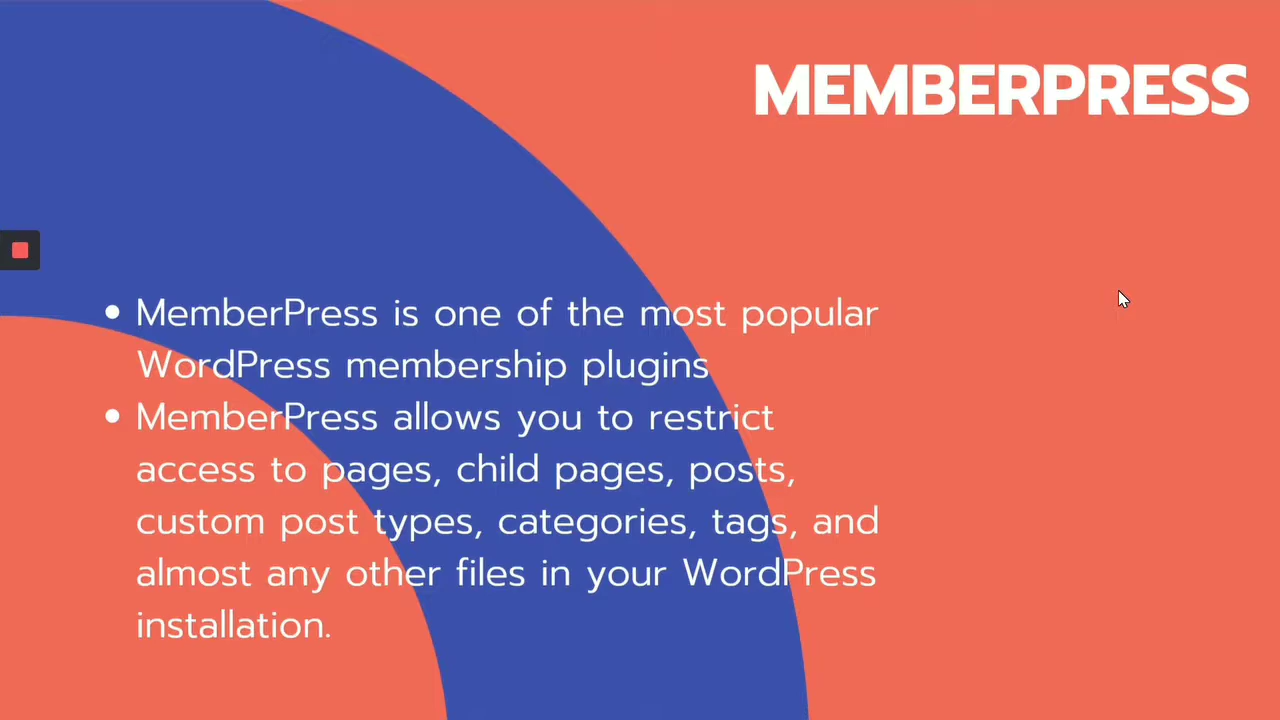 MEMBERPRESS
• MemberPress is one of the most popular
WordPress membership plugins
• MemberPress allows you to restrict
access to pages, child pages, posts,
custom post types, categories, tags, and
almost any other files in your WordPress
installation.